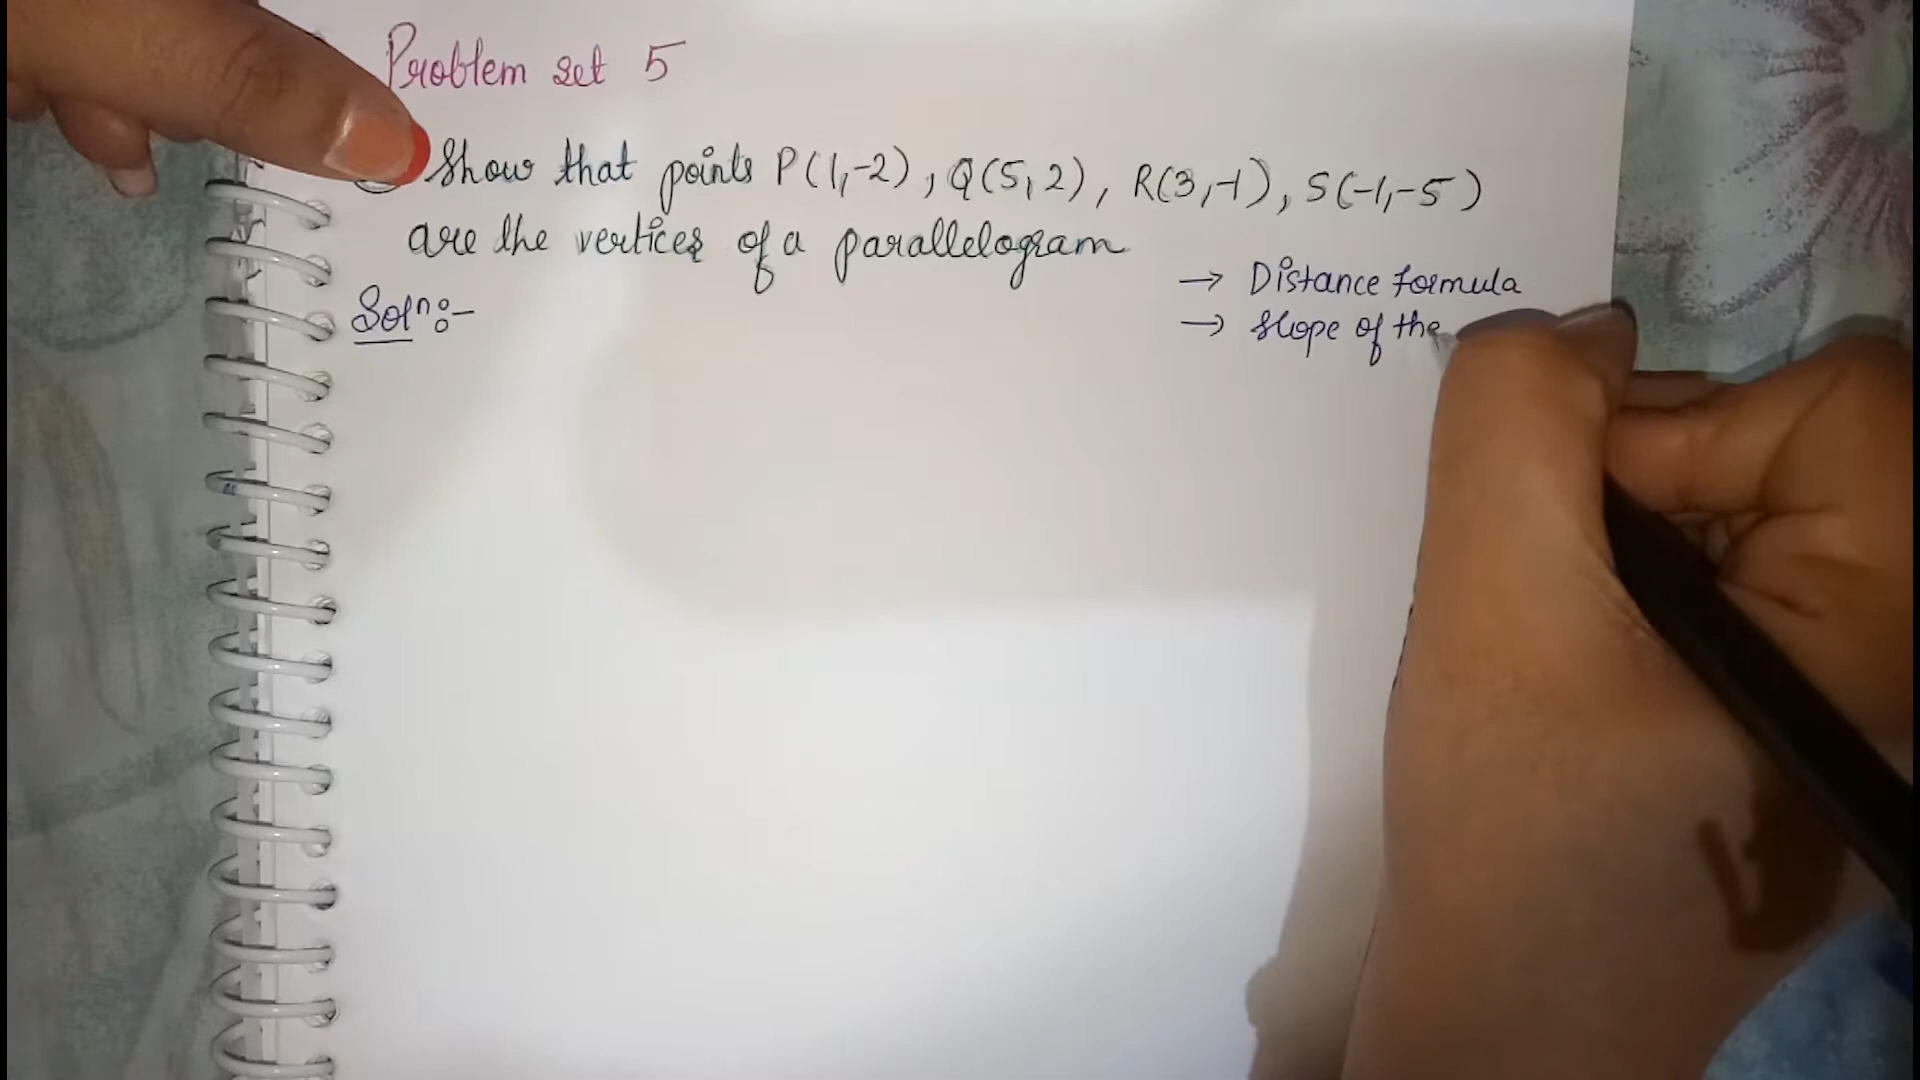 Problem set 5
Show that points P(1,-2), Q(5,2), R(3,-1), S(-1,-5)
are the vertices of a parallelogram
→ Distance formula
Solⁿ:-
→ slope of the